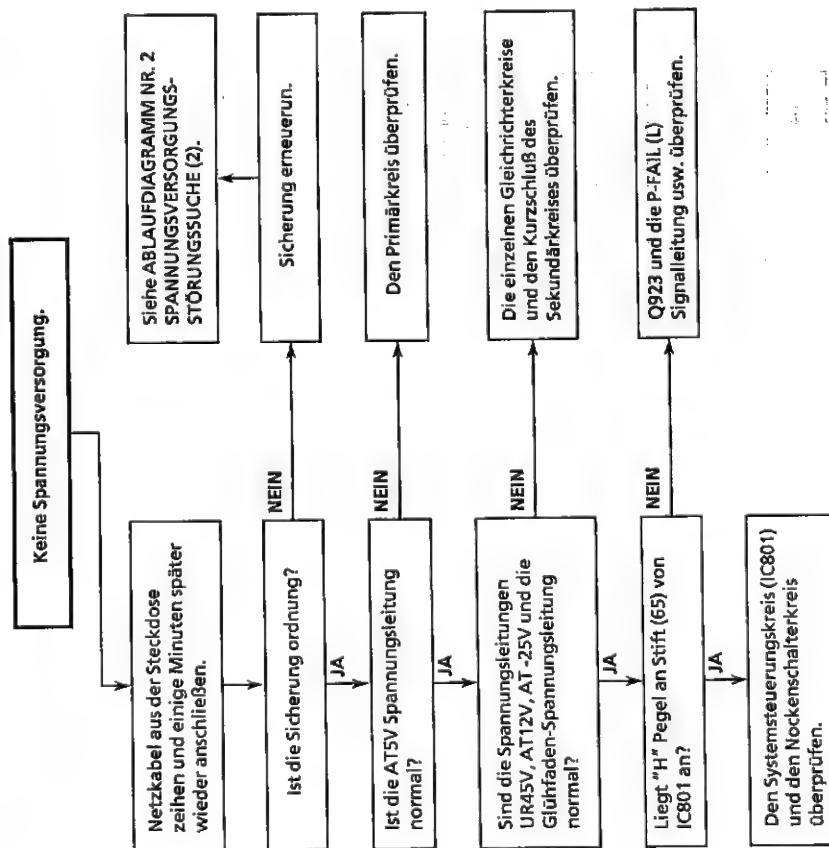 Keine Spannungsversorgung.
Netzkabel aus der Steckdose
zeihen und einige Minuten später
wieder anschließen.
Ist die Sicherung ordnung?
NEIN
Sicherung erneuerun.
Siehe ABLAUFDIAGRAMM NR. 2
SPANNUNGSVERSORGUNGS-
STÖRUNGSSUCHE (2).
JA
Ist die AT5V Spannungsleitung
normal?
NEIN
Den Primärkreis überprüfen.
JA
Sind die Spannungsleitungen
UR45V, AT12V, AT -25V und die
Glühfaden-Spannungsleitung
normal?
NEIN
Die einzelnen Gleichrichterkreise
und den Kurzschluß des
Sekundärkreises überprüfen.
JA
Liegt "H" Pegel an Stift (65) von
IC801 an?
NEIN
Q923 und die P-FAIL (L)
Signalleitung usw. überprüfen.
JA
Den Systemsteuerungskreis (IC801)
und den Nockenschalterkreis
überprüfen.